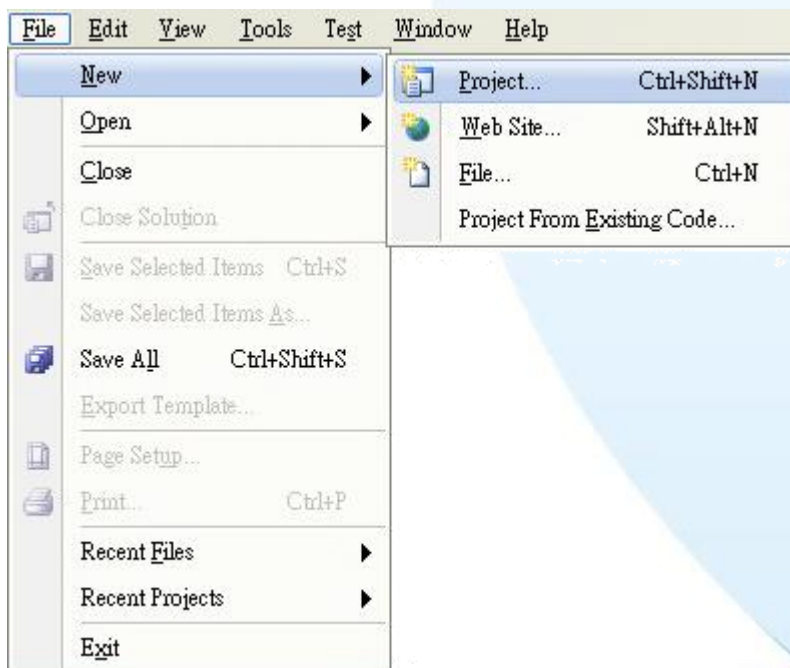 File Edit View Tools Test Window Help
New
Open
Close
Close Solution
Save Selected Items Ctrl+S
Save Selected Items As...
Save All Ctrl+Shift+S
Export Template...
Page Setup...
Print... Ctrl+P
Recent Files
Recent Projects
Exit
Project... Ctrl+Shift+N
Web Site... Shift+Alt+N
File... Ctrl+N
Project From Existing Code...